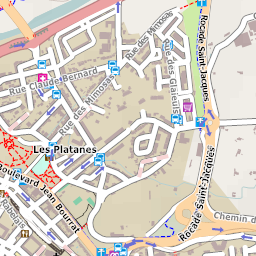 Rue des Mimosas
Rocade Saint-Jacques
Rue Claude Bernard
Rue des Mimosas
Rue des Glaïeuls
Les Platanes
Boulevard Jean Bourrat
Rocade Saint-Jacques
Rabelais
Chemin d